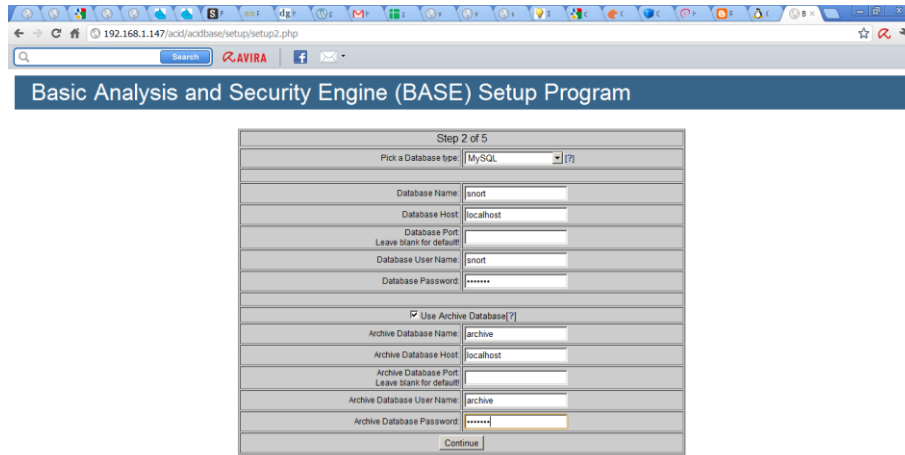 192.168.1.147/acid/acidbase/setup/setup2.php
Search AVIRA
Basic Analysis and Security Engine (BASE) Setup Program
Step 2 of 5
Pick a Database type: MySQL [?]
Database Name: snort
Database Host: localhost
Database Port:
Leave blank for default!
Database User Name: snort
Database Password: •••••••
Use Archive Database[?]
Archive Database Name: archive
Archive Database Host: localhost
Archive Database Port:
Leave blank for default!
Archive Database User Name: archive
Archive Database Password: •••••••
Continue